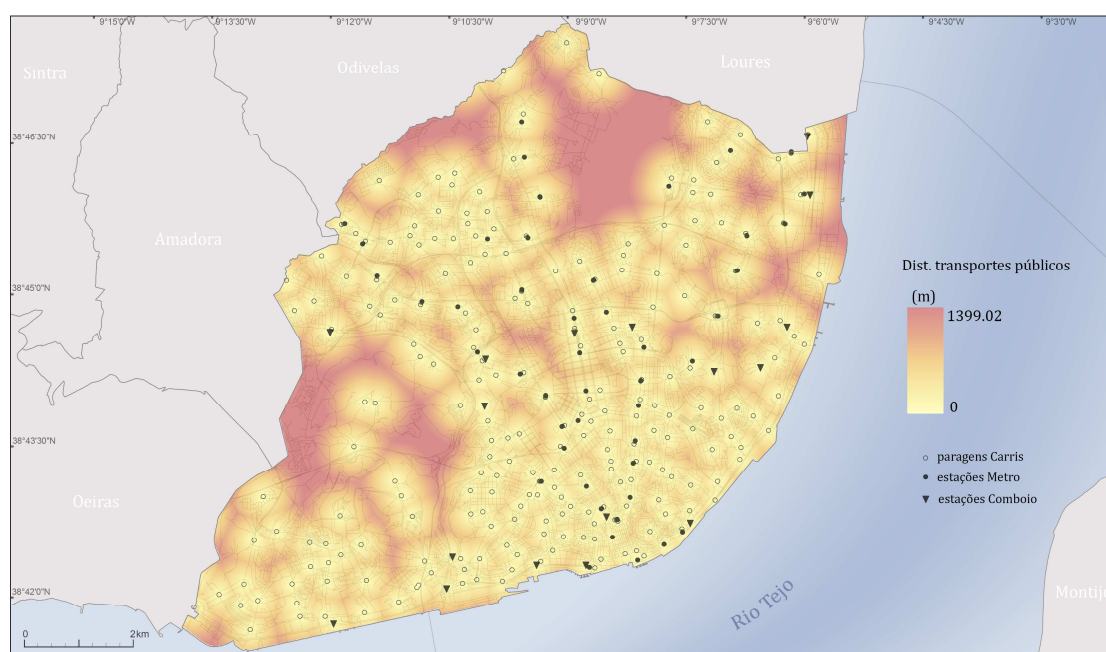 9°15'0"W 9°13'30"W 9°12'0"W 9°10'30"W 9°9'0"W 9°7'30"W 9°6'0"W 9°4'30"W 9°3'0"W
Sintra
Odivelas
Loures
38°46'30"N
Amadora
Dist. transportes públicos
38°45'0"N
(m)
1399.02
0
38°43'30"N
paragens Carris
estações Metro
Oeiras
estações Comboio
38°42'0"N
Rio Tejo
Montijo
0 2km